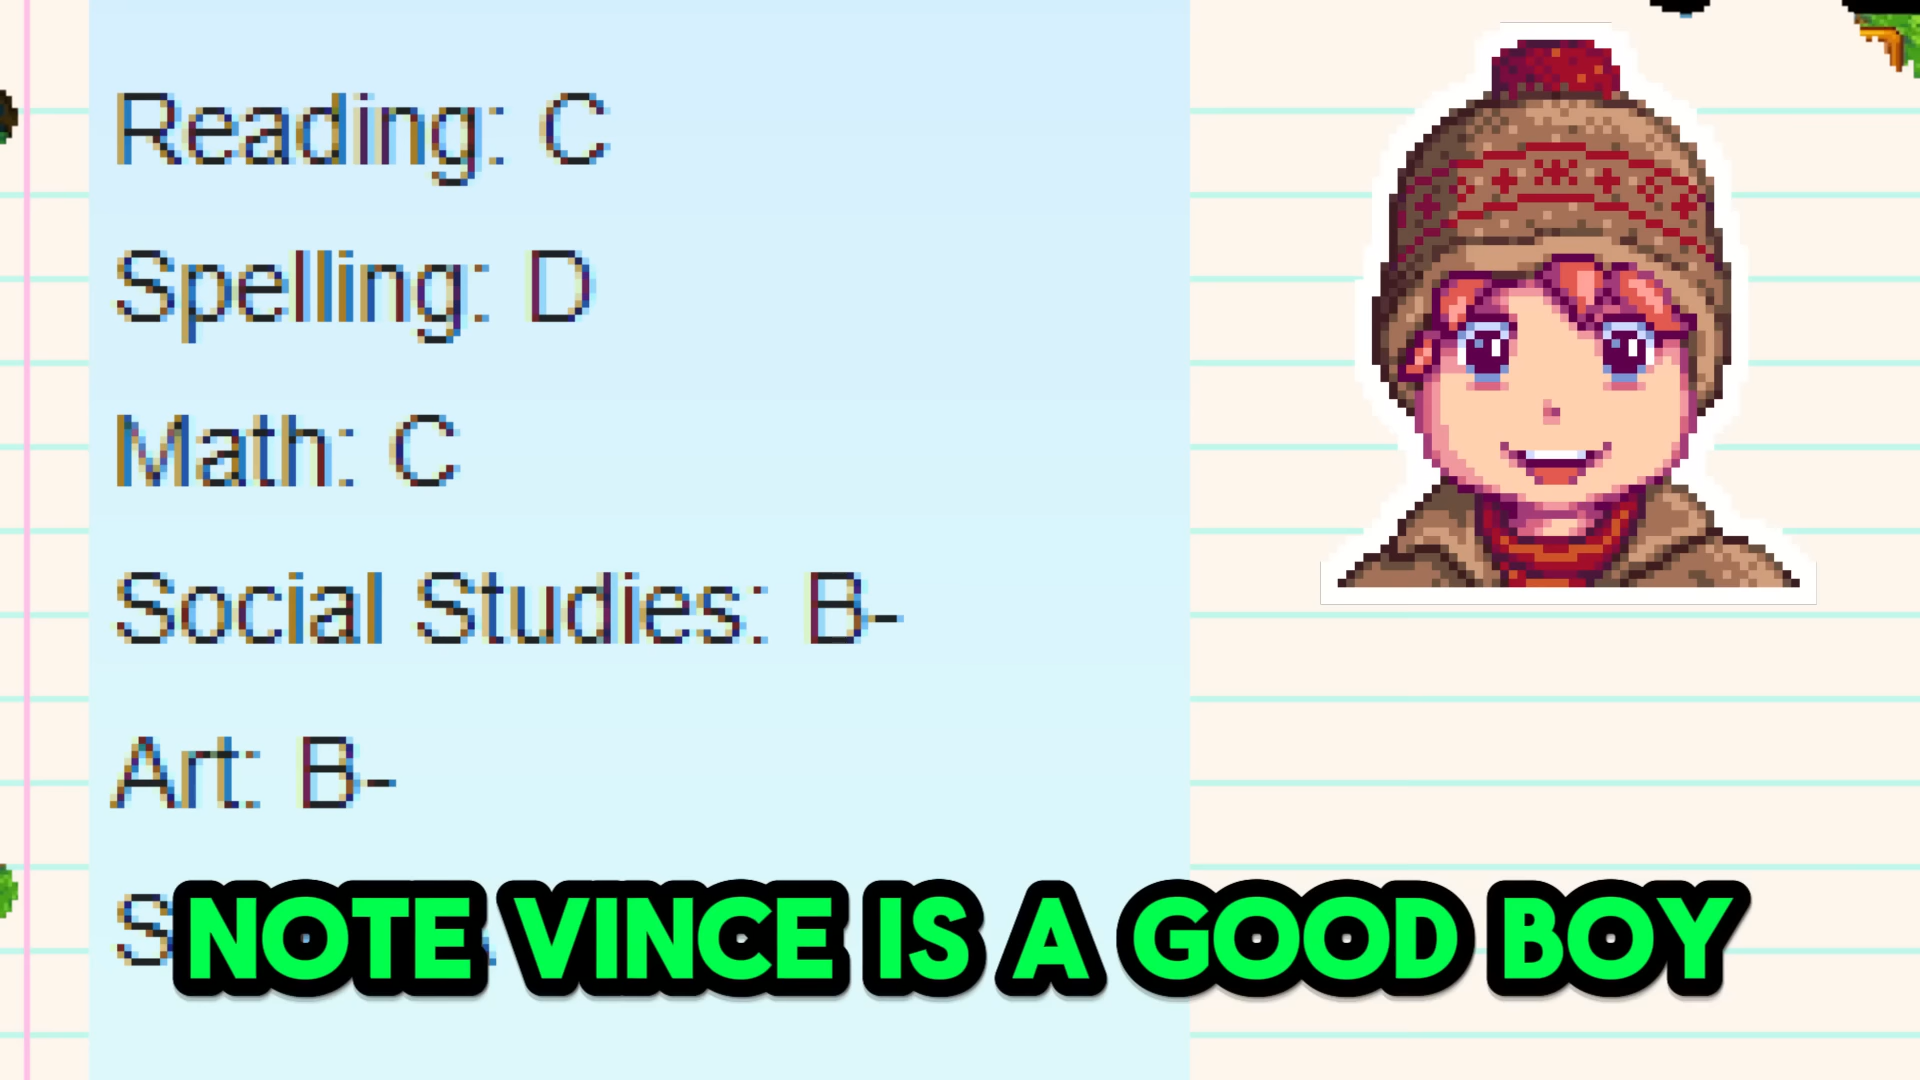 Reading: C
Spelling: D
Math: C
Social Studies: B-
Art: B-
NOTE VINCE IS A GOOD BOY